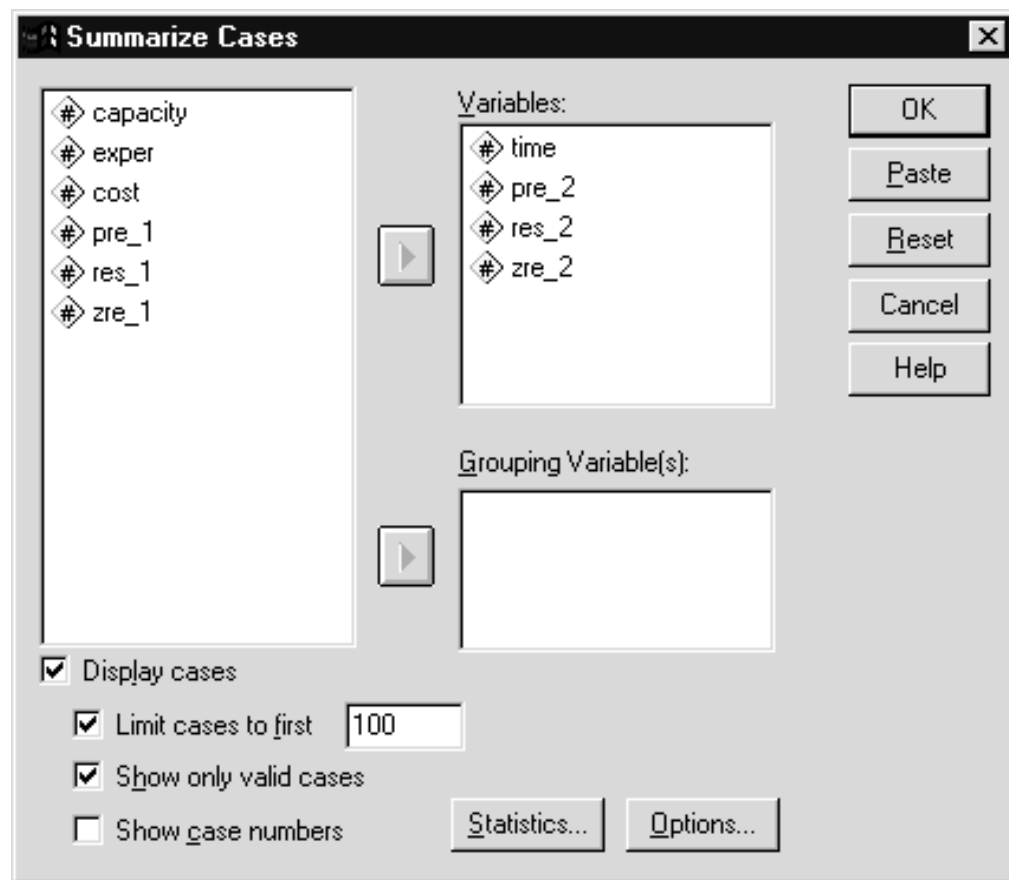 Summarize Cases
capacity
exper
cost
pre_1
res_1
zre_1
Variables:
time
pre_2
res_2
zre_2
Grouping Variable(s):
OK
Paste
Reset
Cancel
Help
Display cases
Limit cases to first 100
Show only valid cases
Show case numbers
Statistics... Options...